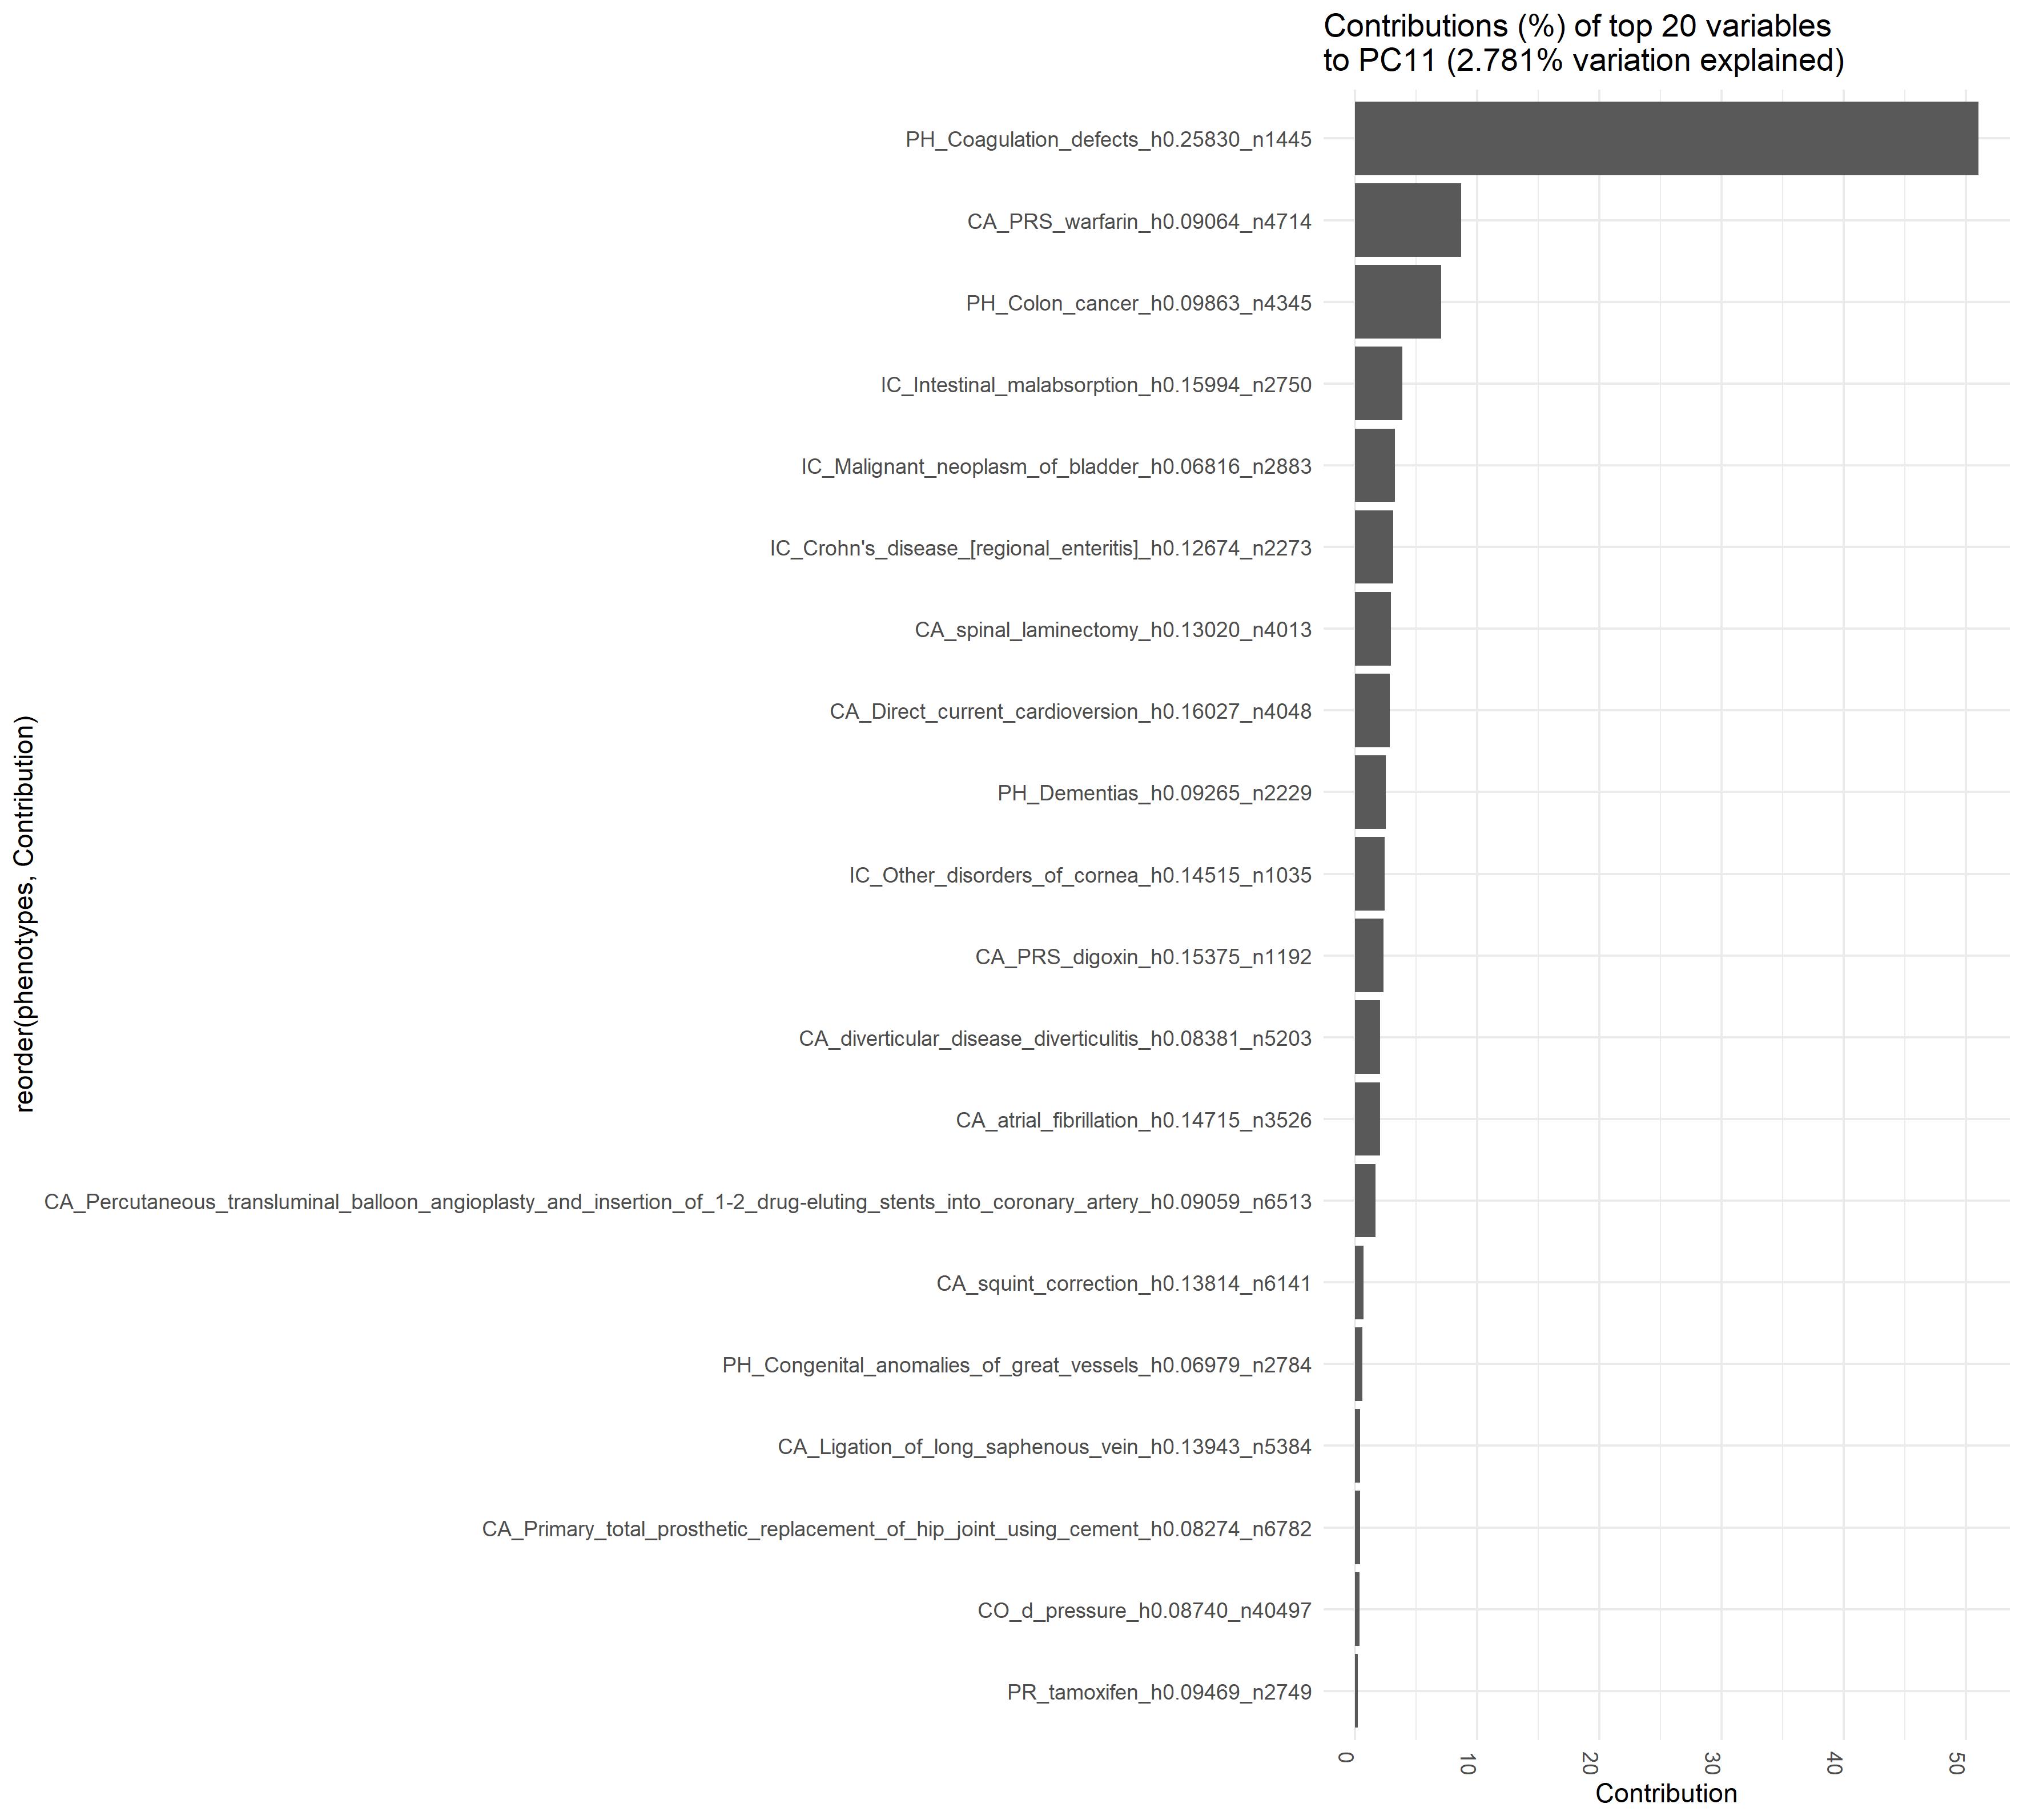 Contributions (%) of top 20 variables
to PC11 (2.781% variation explained)
PH_Coagulation_defects_h0.25830_n1445
CA_PRS_warfarin_h0.09064_n4714
PH_Colon_cancer_h0.09863_n4345
IC_Intestinal_malabsorption_h0.15994_n2750
IC_Malignant_neoplasm_of_bladder_h0.06816_n2883
IC_Crohn's_disease_[regional_enteritis]_h0.12674_n2273
CA_spinal_laminectomy_h0.13020_n4013
CA_Direct_current_cardioversion_h0.16027_n4048
PH_Dementias_h0.09265_n2229
IC_Other_disorders_of_cornea_h0.14515_n1035
CA_PRS_digoxin_h0.15375_n1192
CA_diverticular_disease_diverticulitis_h0.08381_n5203
CA_atrial_fibrillation_h0.14715_n3526
CA_Percutaneous_transluminal_balloon_angioplasty_and_insertion_of_1-2_drug-eluting_stents_into_coronary_artery_h0.09059_n6513
CA_squint_correction_h0.13814_n6141
PH_Congenital_anomalies_of_great_vessels_h0.06979_n2784
CA_Ligation_of_long_saphenous_vein_h0.13943_n5384
CA_Primary_total_prosthetic_replacement_of_hip_joint_using_cement_h0.08274_n6782
CO_d_pressure_h0.08740_n40497
PR_tamoxifen_h0.09469_n2749
reorder(phenotypes, Contribution)
0 10 20 30 40 50
Contribution